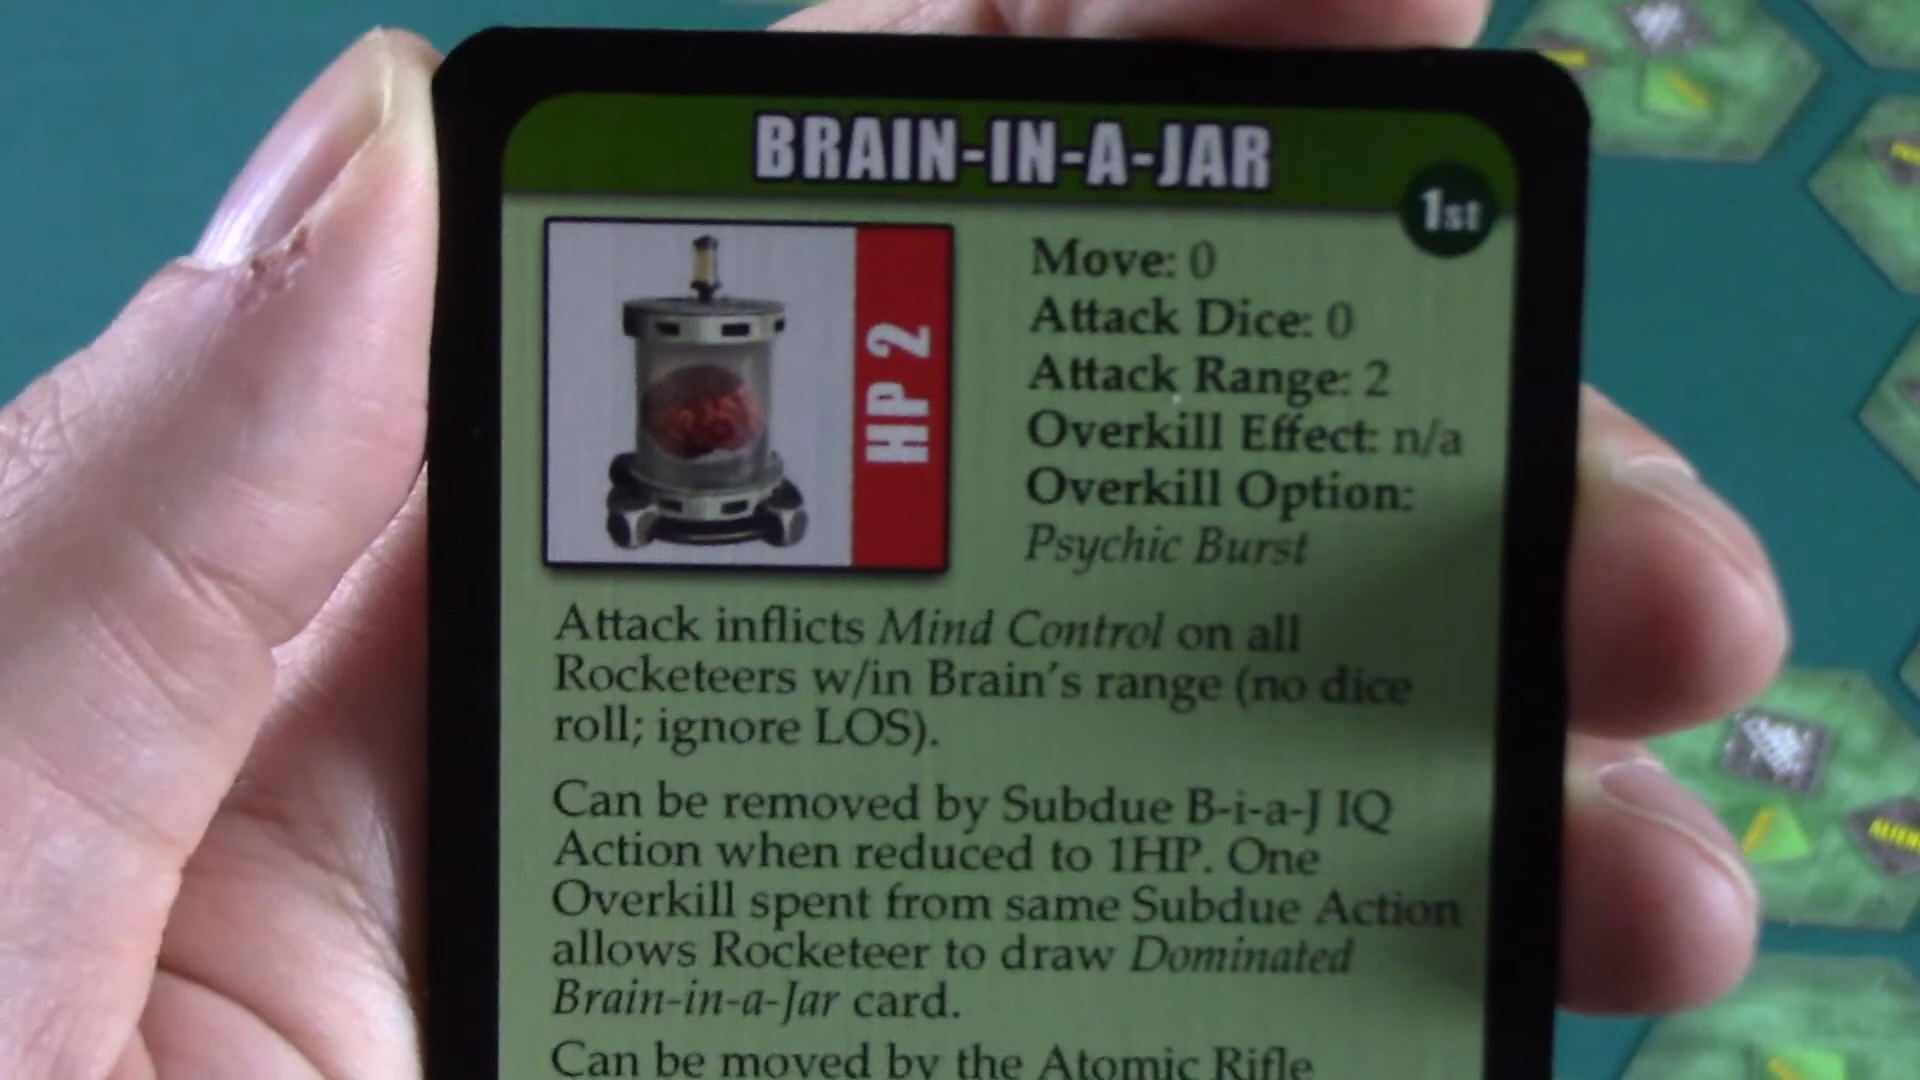 BRAIN-IN-A-JAR
1st
HP 2
Move: 0
Attack Dice: 0
Attack Range: 2
Overkill Effect: n/a
Overkill Option:
Psychic Burst
Attack inflicts Mind Control on all
Rocketeers w/in Brain's range (no dice
roll; ignore LOS).
Can be removed by Subdue B-i-a-J IQ
Action when reduced to 1HP. One
Overkill spent from same Subdue Action
allows Rocketeer to draw Dominated
Brain-in-a-Jar card.
Can be moved by the Atomic Rifle